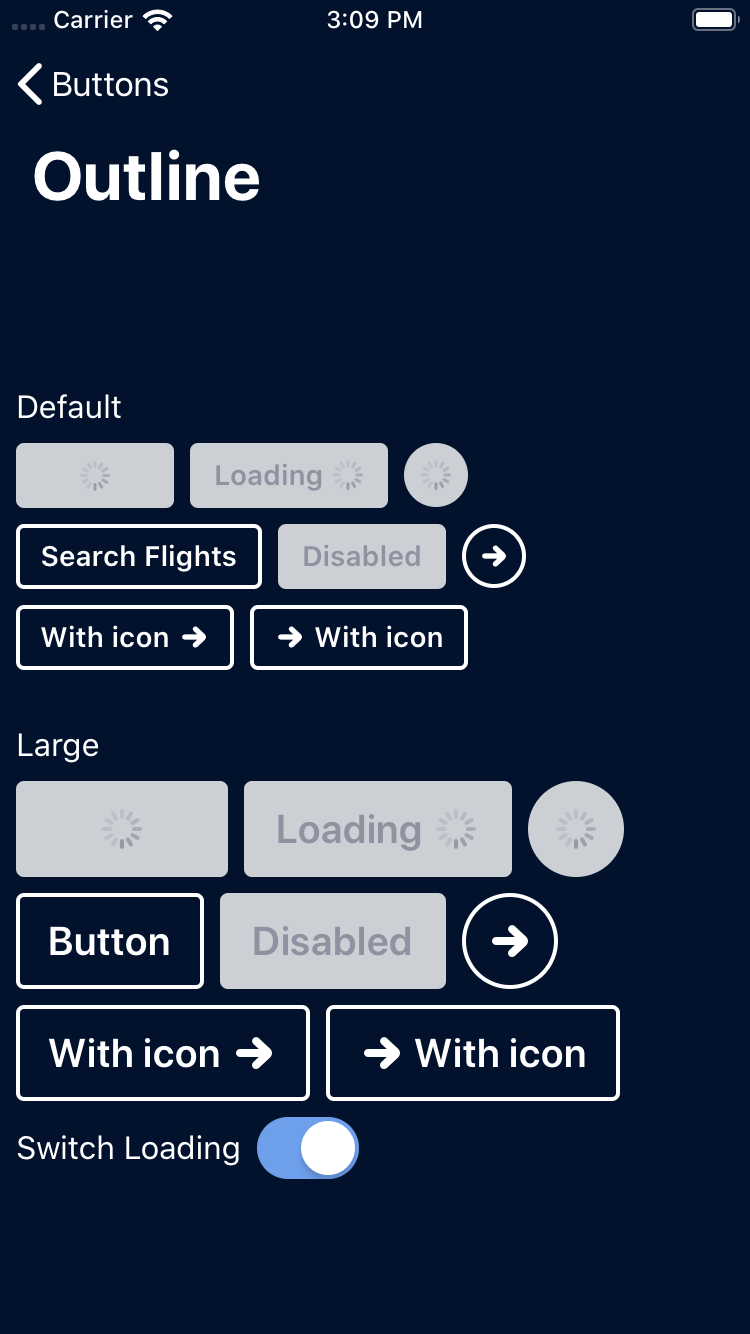 Carrier 3:09 PM
Buttons
Outline
Default
Loading
Search Flights Disabled
With icon With icon
Large
Loading
Button Disabled
With icon With icon
Switch Loading